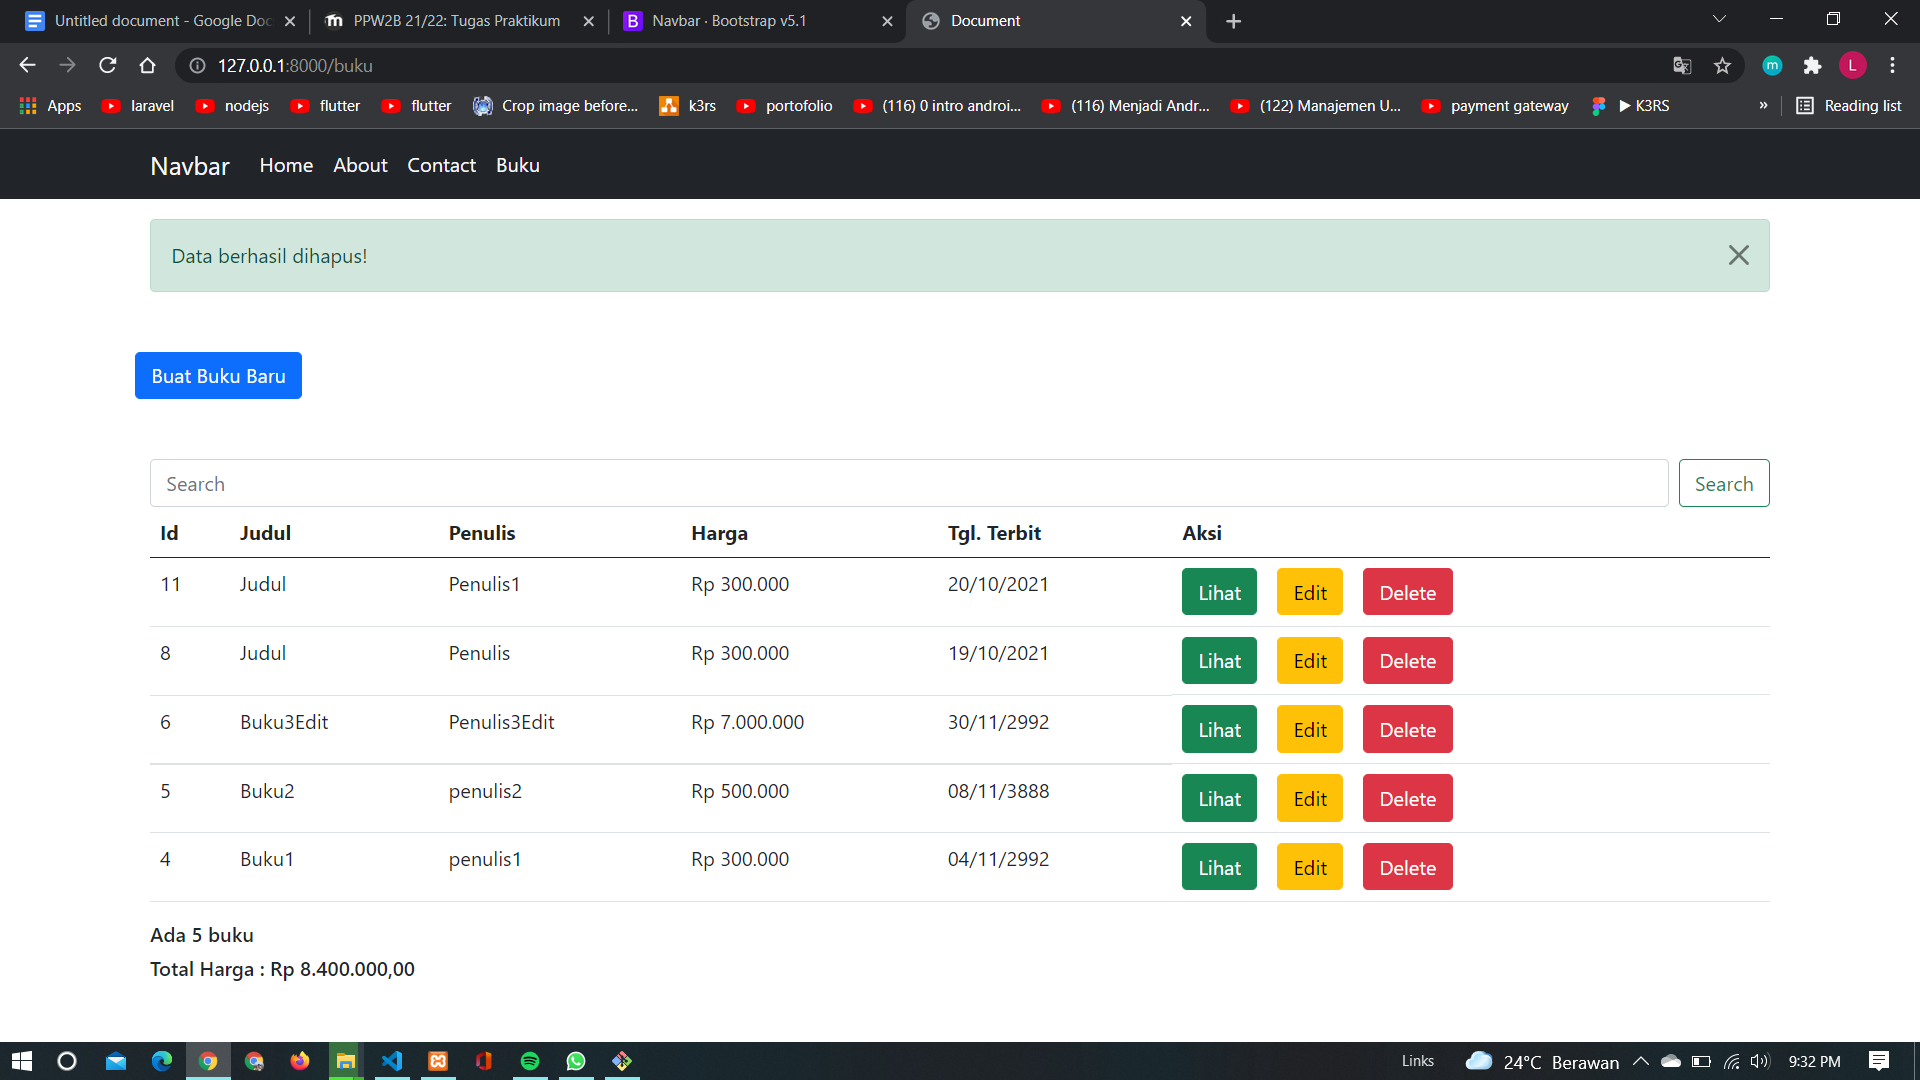 Untitled document - Google Doc
PPW2B 21/22: Tugas Praktikum
B Navbar · Bootstrap v5.1
Document
127.0.0.1:8000/buku
m
L
Apps
laravel
nodejs
flutter
flutter
Crop image before...
k3rs
portofolio
(116) 0 intro androi...
(116) Menjadi Andr...
(122) Manajemen U...
payment gateway
▶ K3RS
»
Reading list
Navbar Home About Contact Buku
Data berhasil dihapus!
Buat Buku Baru
Search Search
Id Judul Penulis Harga Tgl. Terbit Aksi
11 Judul Penulis1 Rp 300.000 20/10/2021 Lihat Edit Delete
8 Judul Penulis Rp 300.000 19/10/2021 Lihat Edit Delete
6 Buku3Edit Penulis3Edit Rp 7.000.000 30/11/2992 Lihat Edit Delete
5 Buku2 penulis2 Rp 500.000 08/11/3888 Lihat Edit Delete
4 Buku1 penulis1 Rp 300.000 04/11/2992 Lihat Edit Delete
Ada 5 buku
Total Harga : Rp 8.400.000,00
Links 24°C Berawan 9:32 PM